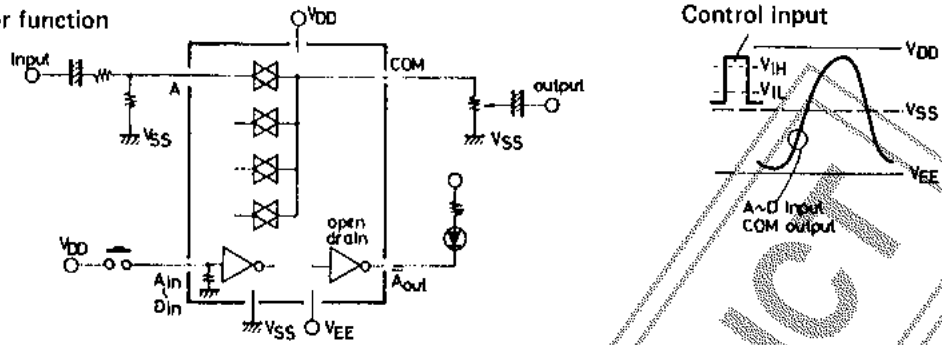 r function
VDD
Input
A
COM
output
VSS
VSS
open
drain
VDD
Ain
Din
Aout
VSS
VEE
Control input
VDD
VIH
VIL
VSS
VEE
A~D Input
COM output